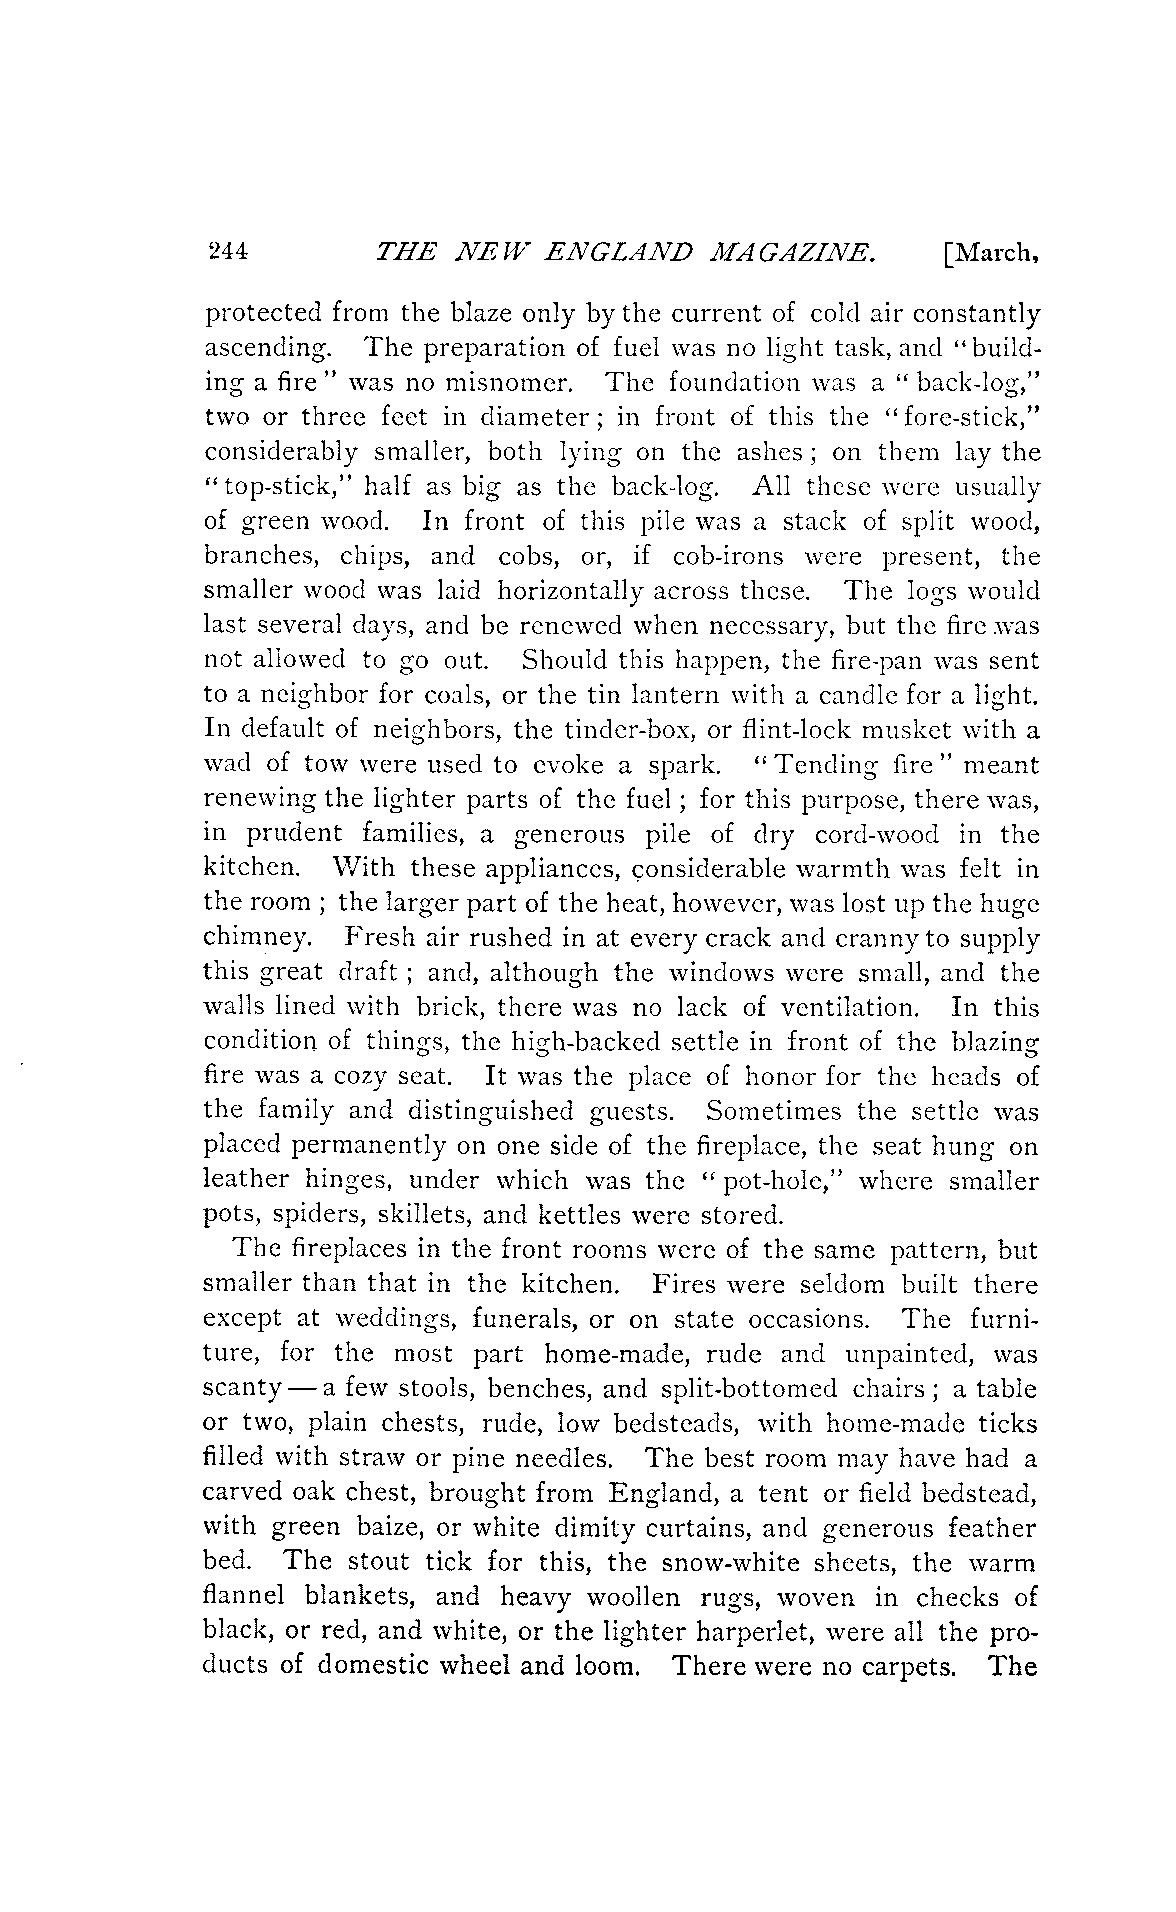 244 THE NEW ENGLAND MAGAZINE. [March,
protected from the blaze only by the current of cold air constantly
ascending. The preparation of fuel was no light task, and "build-
ing a fire" was no misnomer. The foundation was a "back-log,"
two or three feet in diameter; in front of this the "fore-stick,"
considerably smaller, both lying on the ashes; on them lay the
"top-stick," half as big as the back-log. All these were usually
of green wood. In front of this pile was a stack of split wood,
branches, chips, and cobs, or, if cob-irons were present, the
smaller wood was laid horizontally across these. The logs would
last several days, and be renewed when necessary, but the fire was
not allowed to go out. Should this happen, the fire-pan was sent
to a neighbor for coals, or the tin lantern with a candle for a light.
In default of neighbors, the tinder-box, or flint-lock musket with a
wad of tow were used to evoke a spark. "Tending fire" meant
renewing the lighter parts of the fuel; for this purpose, there was,
in prudent families, a generous pile of dry cord-wood in the
kitchen. With these appliances, considerable warmth was felt in
the room; the larger part of the heat, however, was lost up the huge
chimney. Fresh air rushed in at every crack and cranny to supply
this great draft; and, although the windows were small, and the
walls lined with brick, there was no lack of ventilation. In this
condition of things, the high-backed settle in front of the blazing
fire was a cozy seat. It was the place of honor for the heads of
the family and distinguished guests. Sometimes the settle was
placed permanently on one side of the fireplace, the seat hung on
leather hinges, under which was the "pot-hole," where smaller
pots, spiders, skillets, and kettles were stored.
The fireplaces in the front rooms were of the same pattern, but
smaller than that in the kitchen. Fires were seldom built there
except at weddings, funerals, or on state occasions. The furni-
ture, for the most part home-made, rude and unpainted, was
scanty—a few stools, benches, and split-bottomed chairs; a table
or two, plain chests, rude, low bedsteads, with home-made ticks
filled with straw or pine needles. The best room may have had a
carved oak chest, brought from England, a tent or field bedstead,
with green baize, or white dimity curtains, and generous feather
bed. The stout tick for this, the snow-white sheets, the warm
flannel blankets, and heavy woollen rugs, woven in checks of
black, or red, and white, or the lighter harperlet, were all the pro-
ducts of domestic wheel and loom. There were no carpets. The